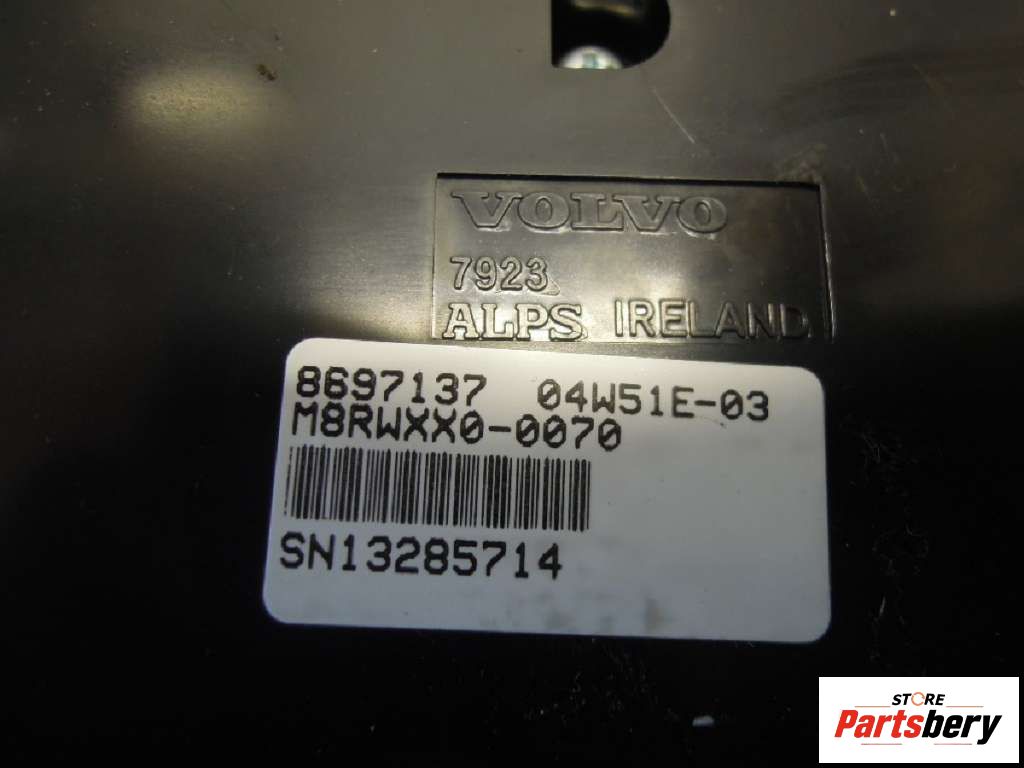 VOLVO
7923
ALPS IRELAND
8697137 04W51E-03
M8RWXX0-0070
SN13285714
STORE
Partsbery